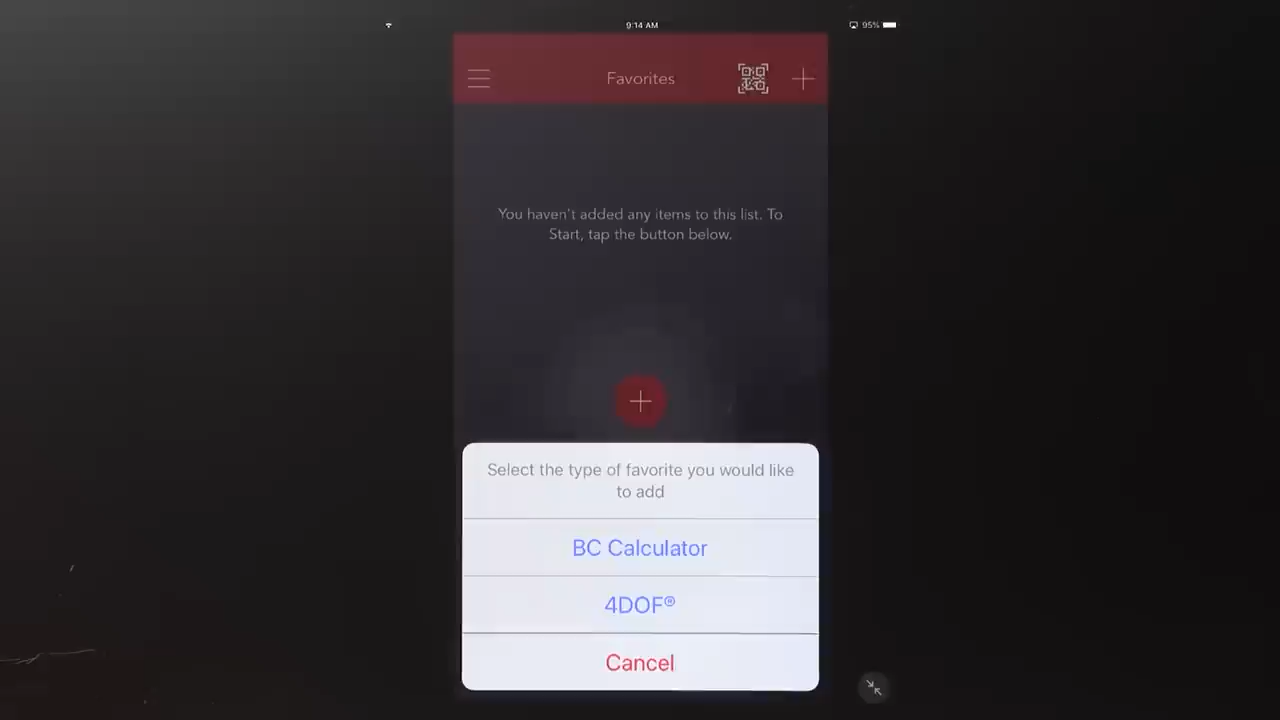 9:14 AM
95%
Favorites
You haven't added any items to this list. To
Start, tap the button below.
Select the type of favorite you would like
to add
BC Calculator
4DOF®
Cancel